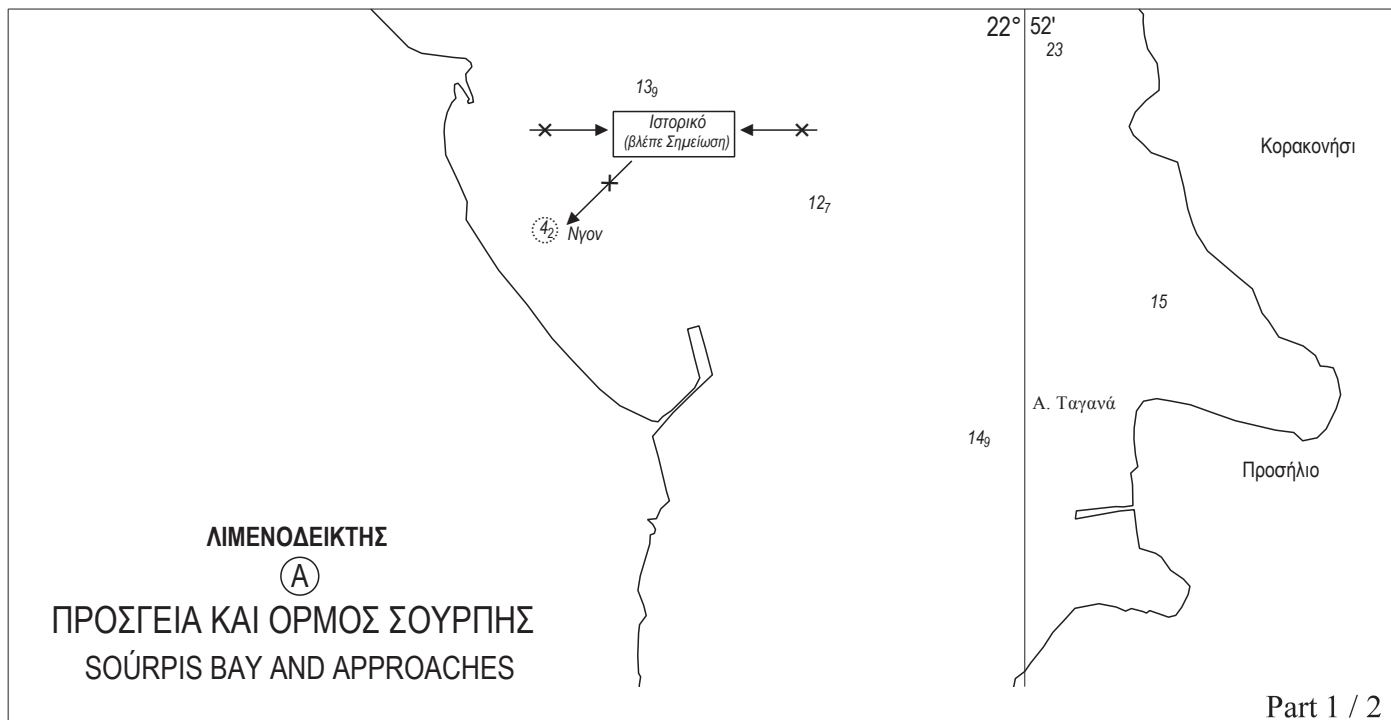 22° 52'
23
13₉
Ιστορικό
(βλέπε Σημείωση)
Κορακονήσι
12₇
4₂ Νγον
15
Α. Ταγανά
14₉
Προσήλιο
ΛΙΜΕΝΟΔΕΙΚΤΗΣ
Α
ΠΡΟΣΓΕΙΑ ΚΑΙ ΟΡΜΟΣ ΣΟΥΡΠΗΣ
SOÚRPIS BAY AND APPROACHES
Part 1 / 2